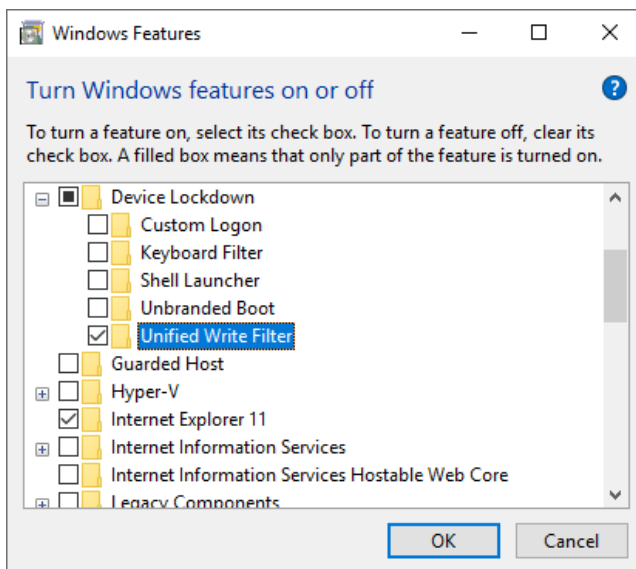 Windows Features
Turn Windows features on or off
?
To turn a feature on, select its check box. To turn a feature off, clear its
check box. A filled box means that only part of the feature is turned on.
Device Lockdown
Custom Logon
Keyboard Filter
Shell Launcher
Unbranded Boot
Unified Write Filter
Guarded Host
Hyper-V
Internet Explorer 11
Internet Information Services
Internet Information Services Hostable Web Core
Legacy Components
OK
Cancel